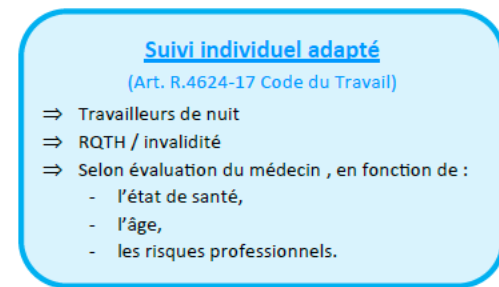 Suivi individuel adapté
(Art. R.4624-17 Code du Travail)
⇒ Travailleurs de nuit
⇒ RQTH / invalidité
⇒ Selon évaluation du médecin , en fonction de :
- l’état de santé,
- l’âge,
- les risques professionnels.